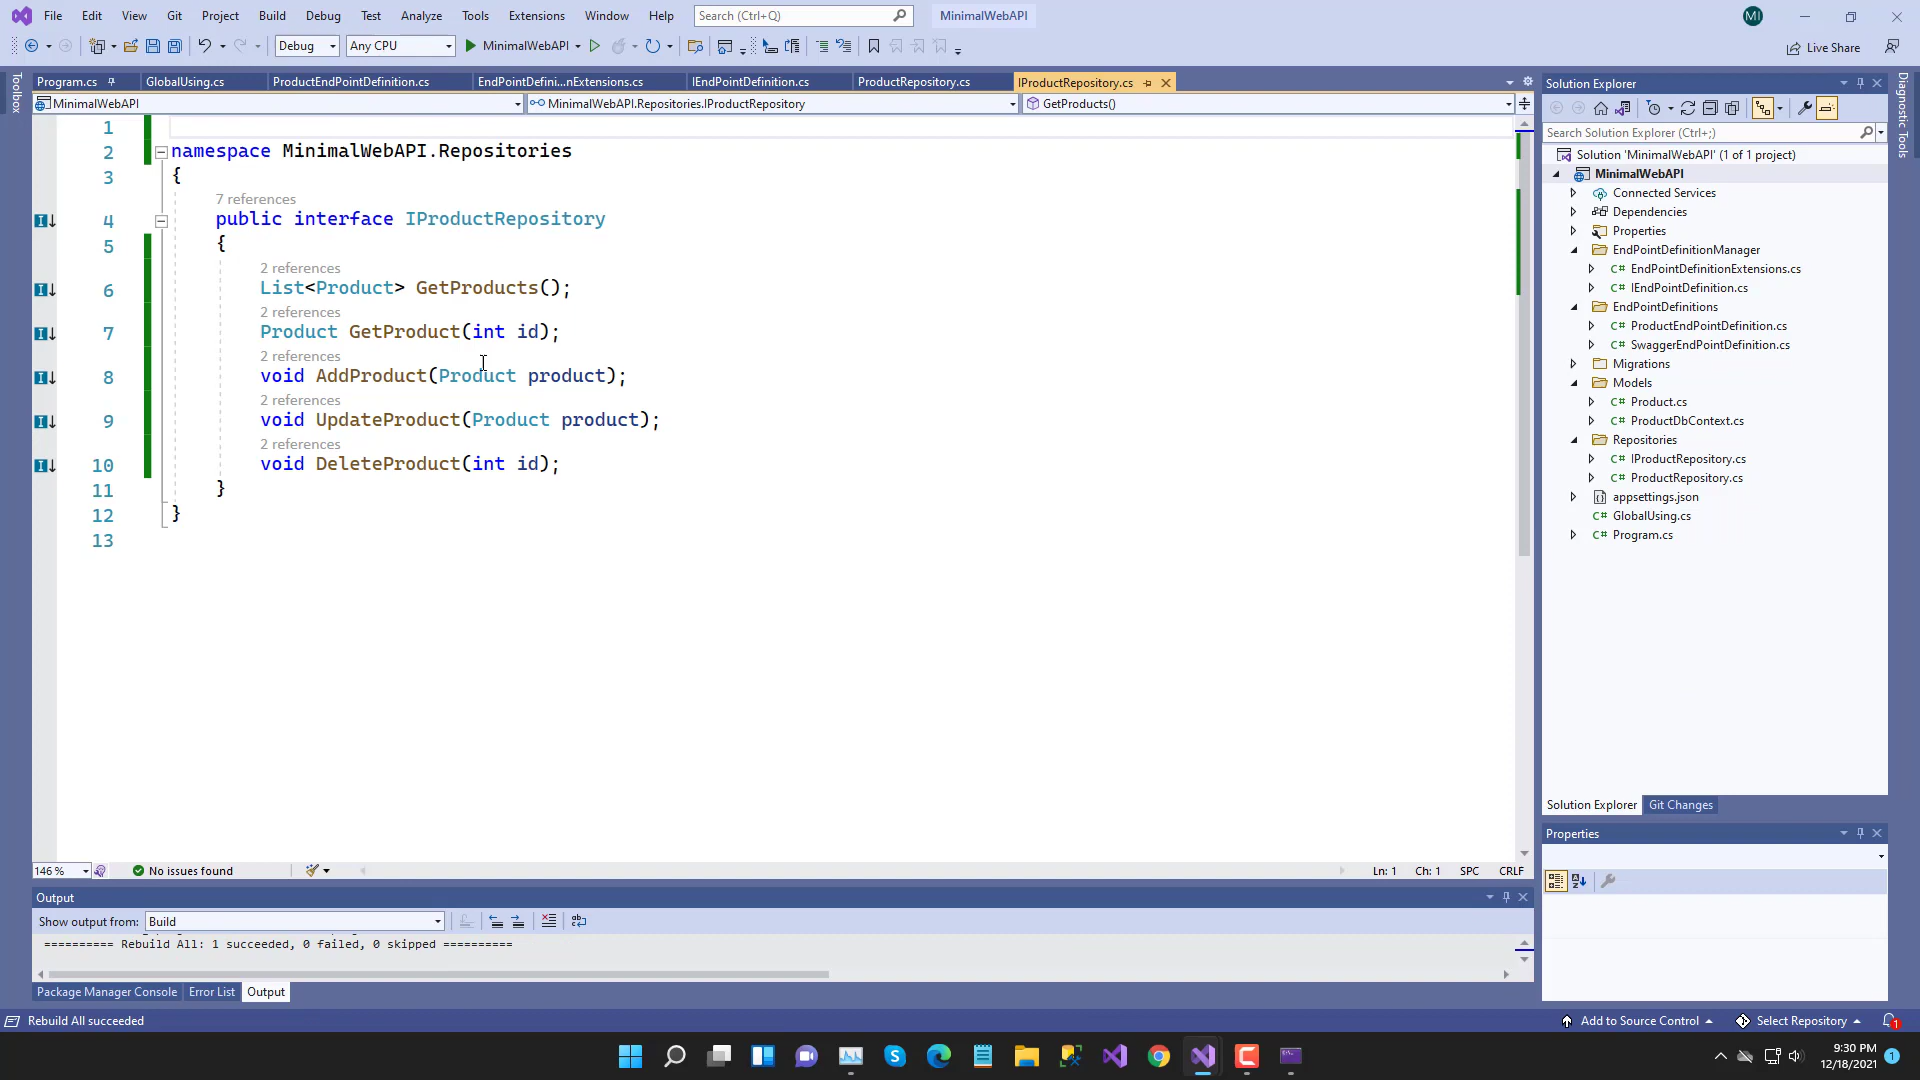 File Edit View Git Project Build Debug Test Analyze Tools Extensions Window Help Search (Ctrl+Q) MinimalWebAPI MI
Debug Any CPU MinimalWebAPI Live Share
Toolbox
Program.cs GlobalUsing.cs ProductEndPointDefinition.cs EndPointDefini...nExtensions.cs IEndPointDefinition.cs ProductRepository.cs IProductRepository.cs
MinimalWebAPI MinimalWebAPI.Repositories.IProductRepository GetProducts()
1
2 namespace MinimalWebAPI.Repositories
3 {
7 references
4 public interface IProductRepository
5 {
2 references
6 List<Product> GetProducts();
2 references
7 Product GetProduct(int id);
2 references
8 void AddProduct(Product product);
2 references
9 void UpdateProduct(Product product);
2 references
10 void DeleteProduct(int id);
11 }
12 }
13
146 % No issues found Ln: 1 Ch: 1 SPC CRLF
Output
Show output from: Build
========== Rebuild All: 1 succeeded, 0 failed, 0 skipped ==========
Package Manager Console Error List Output
Solution Explorer
Search Solution Explorer (Ctrl+;)
Solution 'MinimalWebAPI' (1 of 1 project)
MinimalWebAPI
Connected Services
Dependencies
Properties
EndPointDefinitionManager
C# EndPointDefinitionExtensions.cs
C# IEndPointDefinition.cs
EndPointDefinitions
C# ProductEndPointDefinition.cs
C# SwaggerEndPointDefinition.cs
Migrations
Models
C# Product.cs
C# ProductDbContext.cs
Repositories
C# IProductRepository.cs
C# ProductRepository.cs
appsettings.json
C# GlobalUsing.cs
C# Program.cs
Solution Explorer Git Changes
Properties
Diagnostic Tools
Rebuild All succeeded Add to Source Control Select Repository 1
9:30 PM
12/18/2021 1